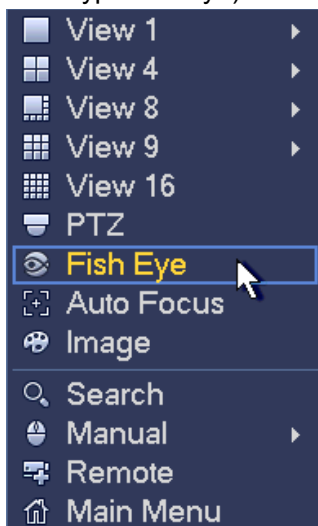 View 1
View 4
View 8
View 9
View 16
PTZ
Fish Eye
Auto Focus
Image
Search
Manual
Remote
Main Menu